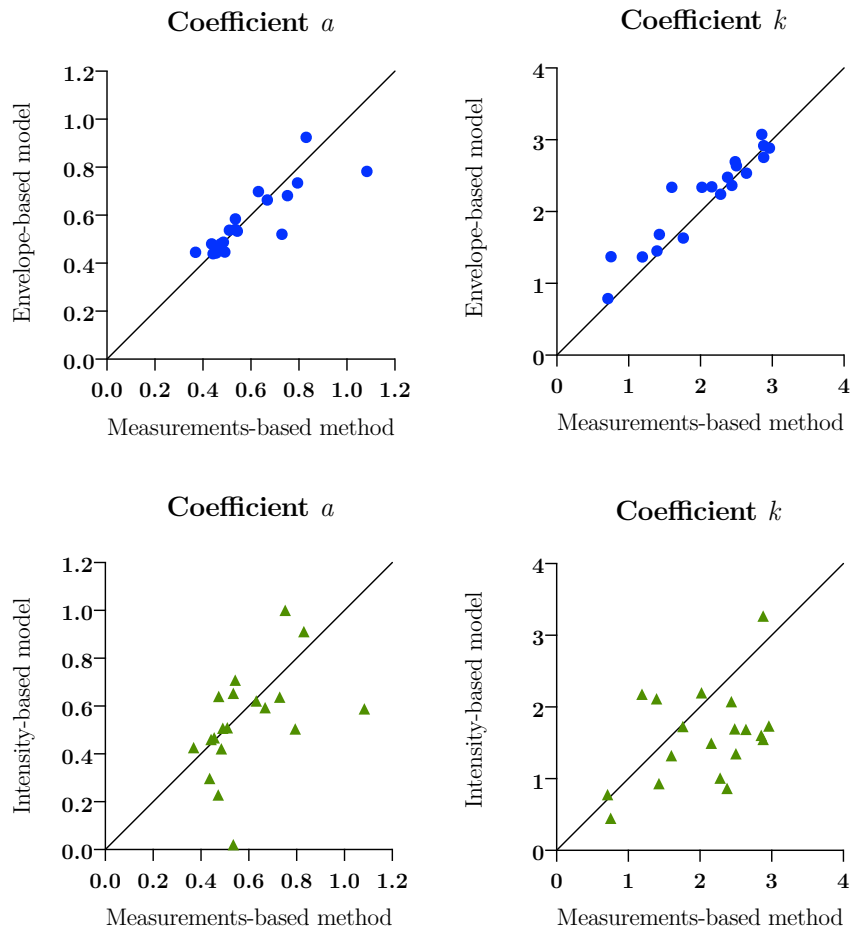 Coefficient a
Envelope-based model
1.2
1.0
0.8
0.6
0.4
0.2
0.0
0.0 0.2 0.4 0.6 0.8 1.0 1.2
Measurements-based method
Coefficient k
Envelope-based model
4
3
2
1
0
0 1 2 3 4
Measurements-based method
Coefficient a
Intensity-based model
1.2
1.0
0.8
0.6
0.4
0.2
0.0
0.0 0.2 0.4 0.6 0.8 1.0 1.2
Measurements-based method
Coefficient k
Intensity-based model
4
3
2
1
0
0 1 2 3 4
Measurements-based method